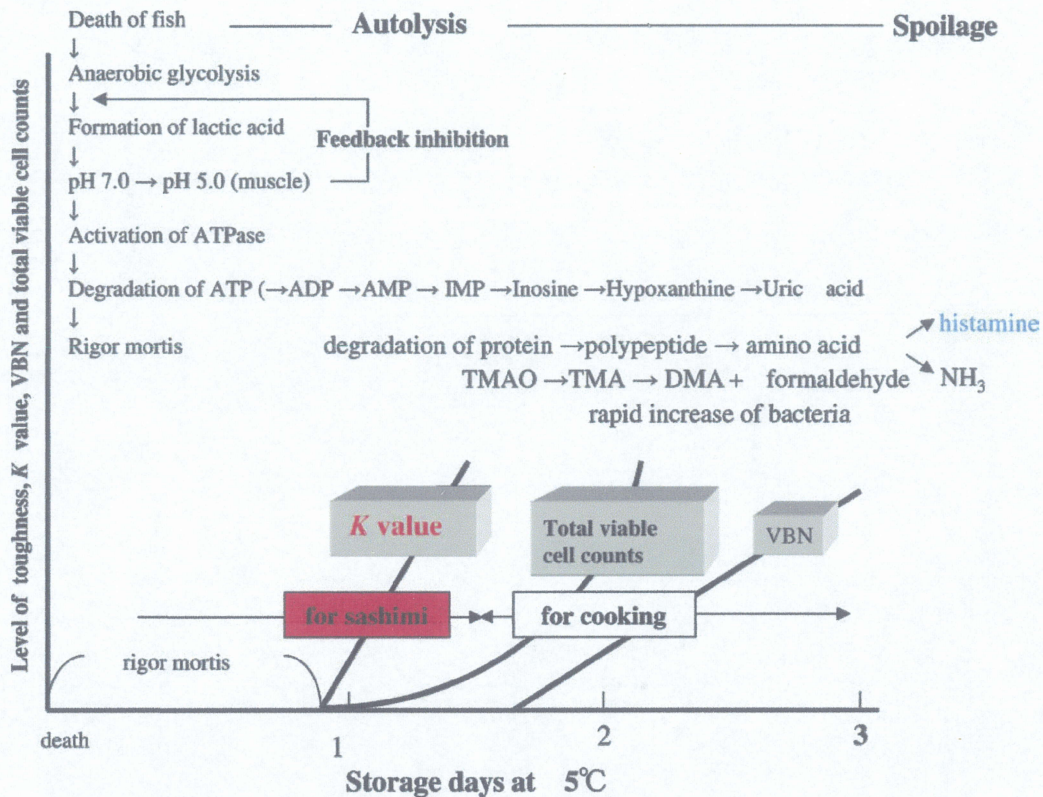 Death of fish
Autolysis
Spoilage
↓
Anaerobic glycolysis
↓
Formation of lactic acid
Feedback inhibition
↓
pH 7.0 → pH 5.0 (muscle)
↓
Activation of ATPase
↓
Degradation of ATP (→ADP →AMP → IMP →Inosine →Hypoxanthine →Uric acid
↓
Rigor mortis
degradation of protein →polypeptide → amino acid
histamine
NH₃
TMAO →TMA → DMA + formaldehyde
rapid increase of bacteria
Level of toughness, K value, VBN and total viable cell counts
K value
Total viable
cell counts
VBN
for sashimi
for cooking
rigor mortis
death
1
2
3
Storage days at 5℃